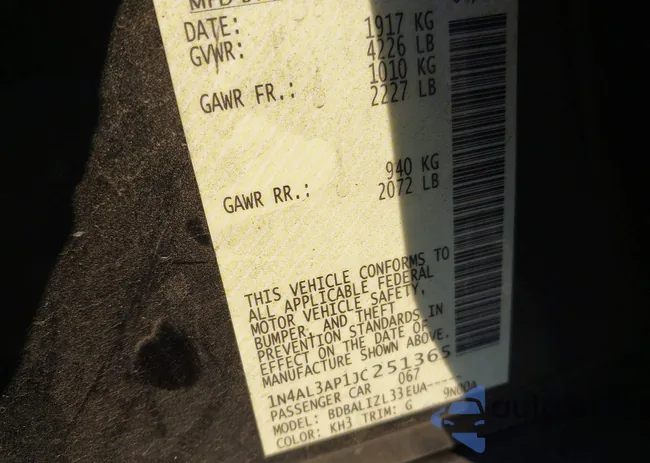 DATE: 1917 KG
GVWR: 4226 LB
1010 KG
GAWR FR.: 2227 LB
940 KG
GAWR RR.: 2072 LB
THIS VEHICLE CONFORMS TO
ALL APPLICABLE FEDERAL
MOTOR VEHICLE SAFETY,
BUMPER, AND THEFT
PREVENTION STANDARDS IN
EFFECT ON THE DATE OF
MANUFACTURE SHOWN ABOVE.
1N4AL3AP1JC251365
PASSENGER CAR 067
MODEL: BDBALIZL33EUA---- 9N00A
COLOR: KH3 TRIM: G